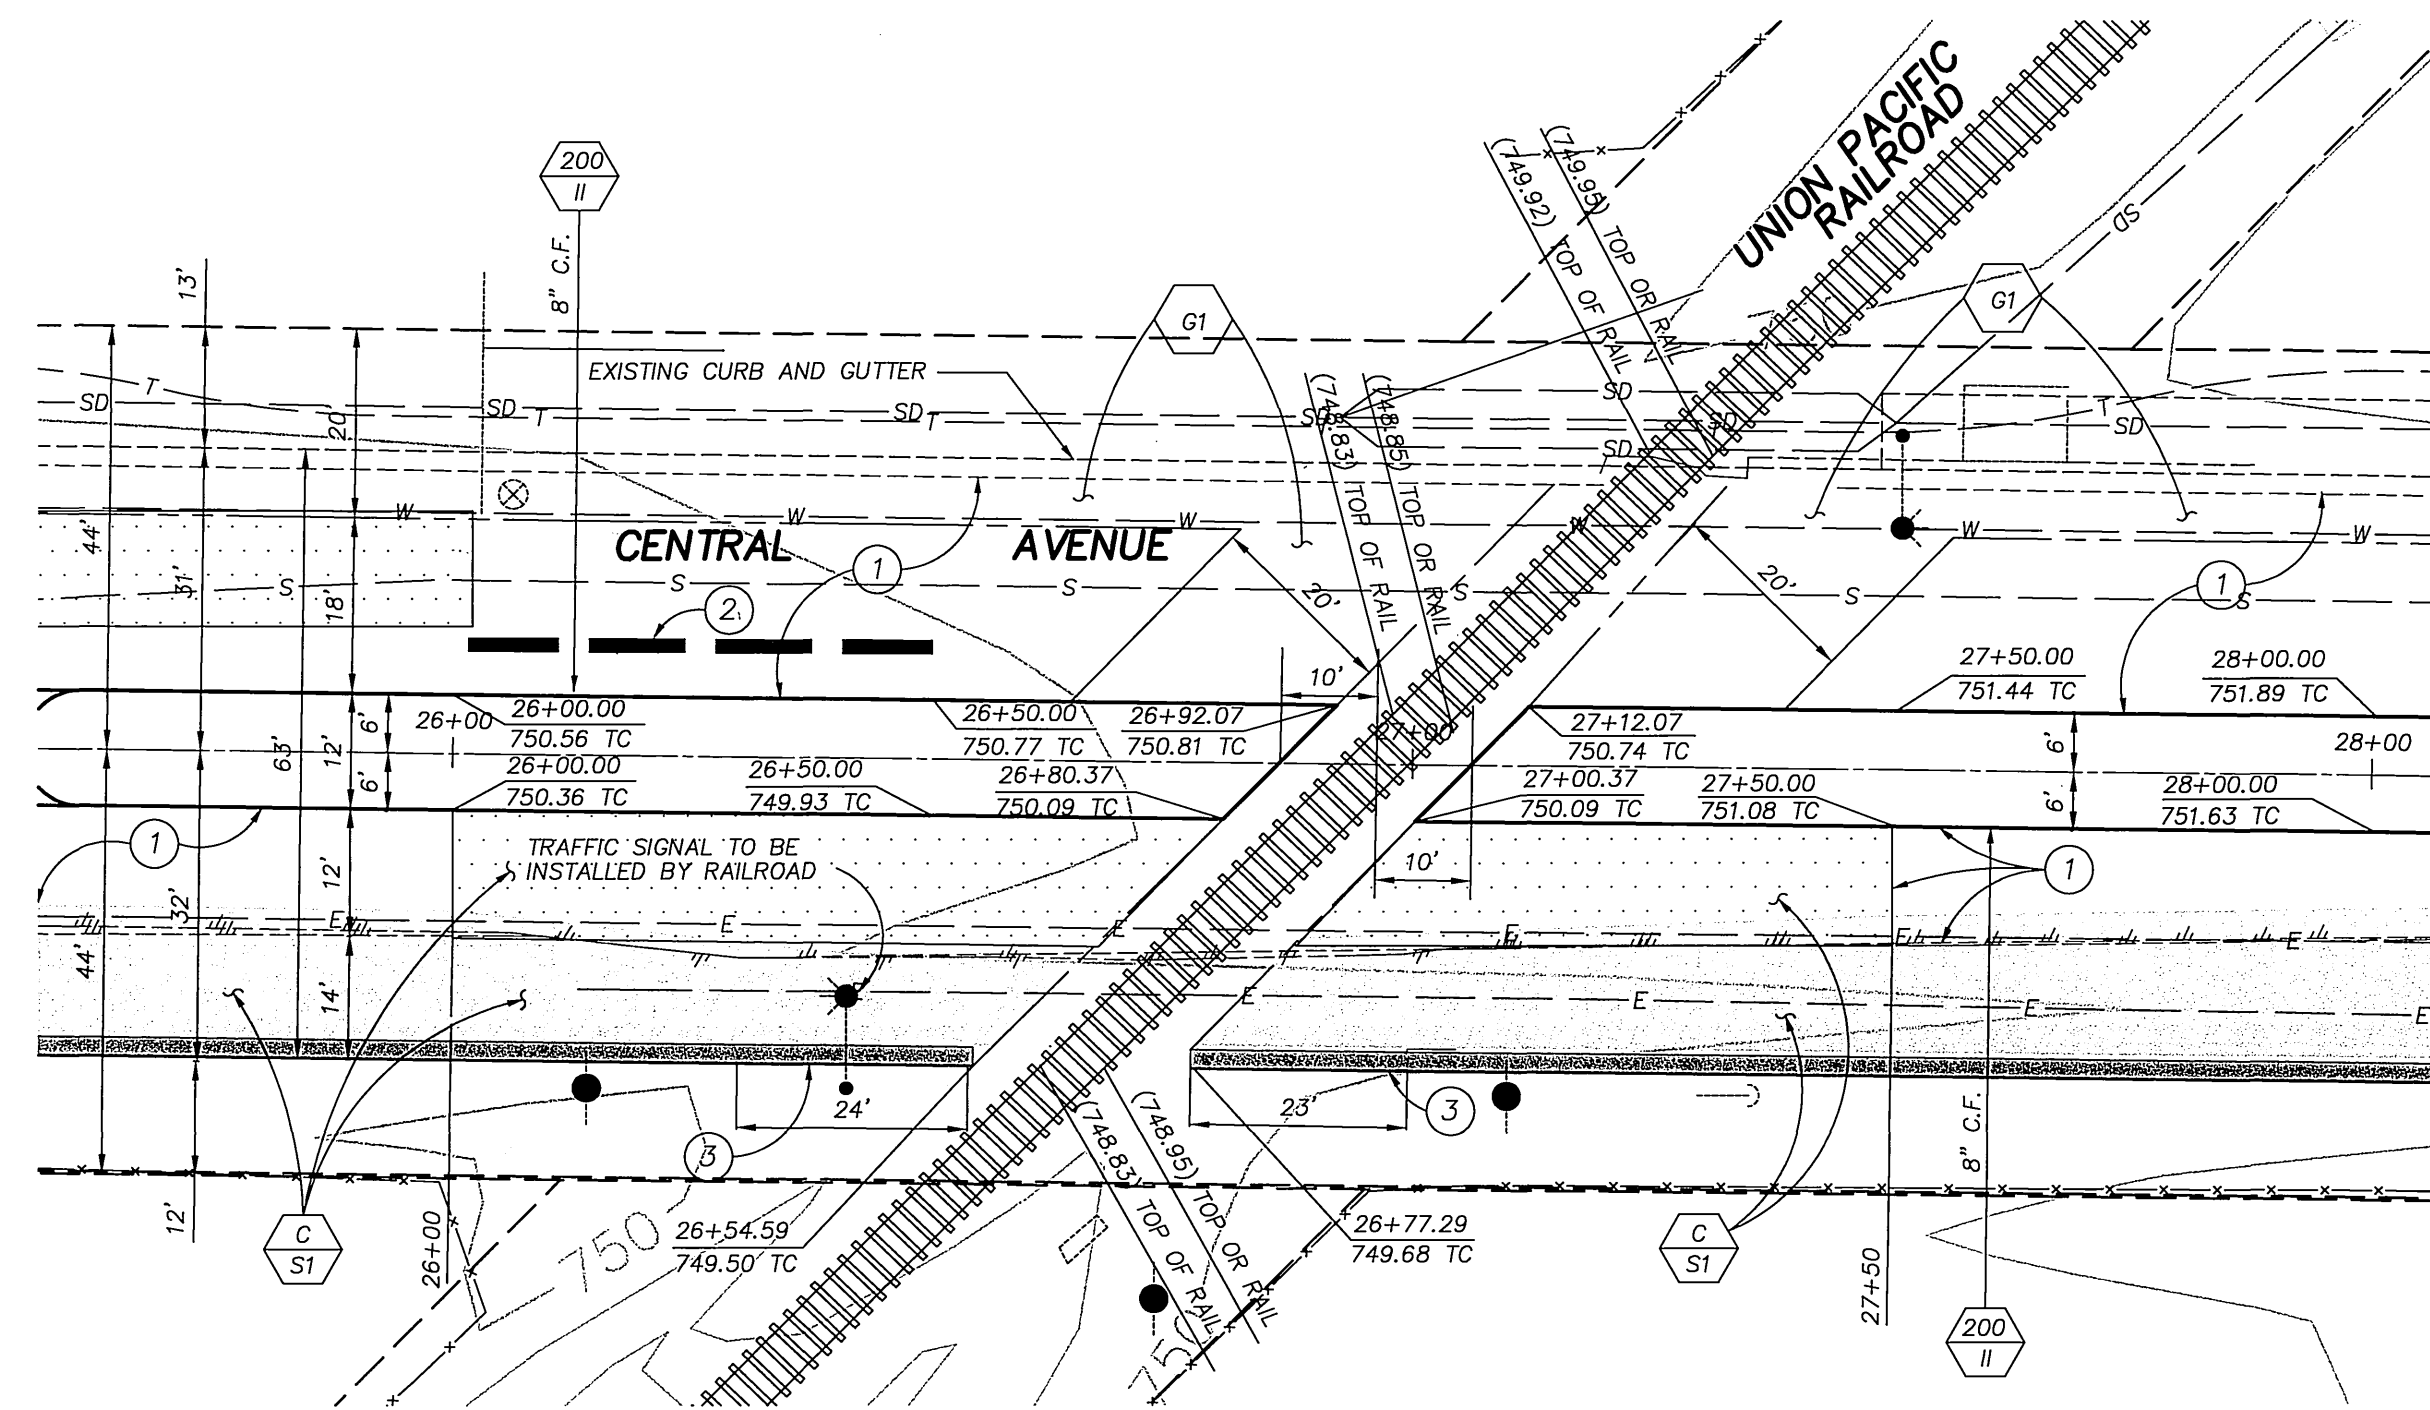 200
II
8" C.F.
UNION PACIFIC
RAILROAD
(749.92) TOP OF RAIL
(749.95) TOP OR RAIL
SD
13'
G1
G1
EXISTING CURB AND GUTTER
(748.83) TOP OF RAIL
(748.85) TOP OR RAIL
T
SD
SD
T
SD
T
SD
SD
SD
SD
T
SD
20'
W
W
W
W
W
W
44'
31'
18'
CENTRAL AVENUE
1
S
S
S
S
S
S
2
20'
20'
1
10'
27+50.00
751.44 TC
28+00.00
751.89 TC
6'
26+00
26+00.00
750.56 TC
26+50.00
750.77 TC
26+92.07
750.81 TC
27+00
27+12.07
750.74 TC
6'
28+00
63'
12'
6'
26+00.00
750.36 TC
26+50.00
749.93 TC
26+80.37
750.09 TC
27+00.37
750.09 TC
27+50.00
751.08 TC
6'
28+00.00
751.63 TC
1
12'
TRAFFIC SIGNAL TO BE
INSTALLED BY RAILROAD
10'
1
32'
E
E
E
E
E
E
44'
14'
E
E
E
E
24'
23'
3
3
8" C.F.
12'
(748.83) TOP OF RAIL
(748.95) TOP OR RAIL
C
S1
26+00
750
26+54.59
749.50 TC
26+77.29
749.68 TC
C
S1
27+50
750
200
II